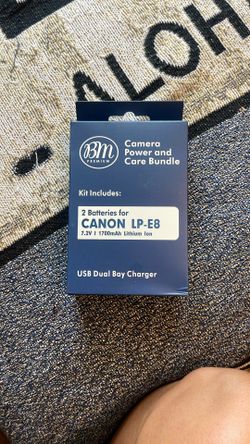 ALOH
BM
PREMIUM
Camera
Power and
Care Bundle
Kit Includes:
2 Batteries for
CANON LP-E8
7.2V I 1700mAh Lithium Ion
USB Dual Bay Charger